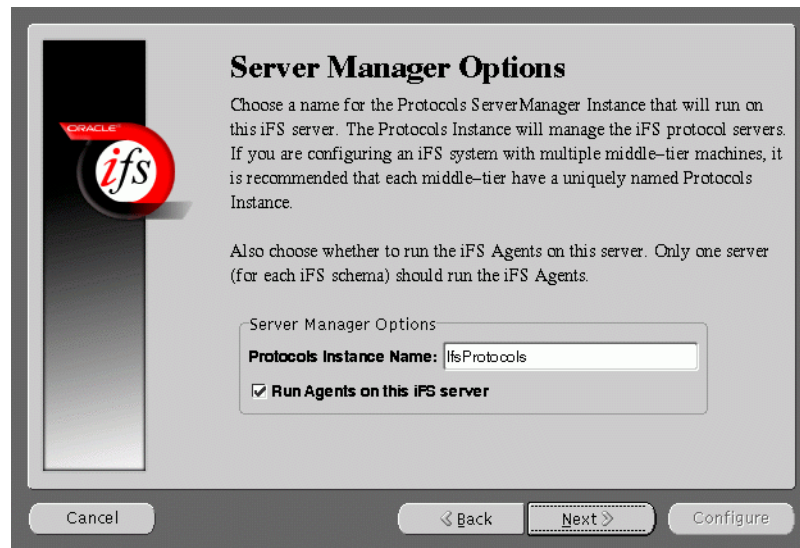 Server Manager Options
Choose a name for the Protocols ServerManager Instance that will run on
this iFS server. The Protocols Instance will manage the iFS protocol servers.
If you are configuring an iFS system with multiple middle-tier machines, it
is recommended that each middle-tier have a uniquely named Protocols
Instance.
Also choose whether to run the iFS Agents on this server. Only one server
(for each iFS schema) should run the iFS Agents.
ORACLE
ifs
Server Manager Options
Protocols Instance Name: IfsProtocols
Run Agents on this iFS server
Cancel
Back
Next
Configure